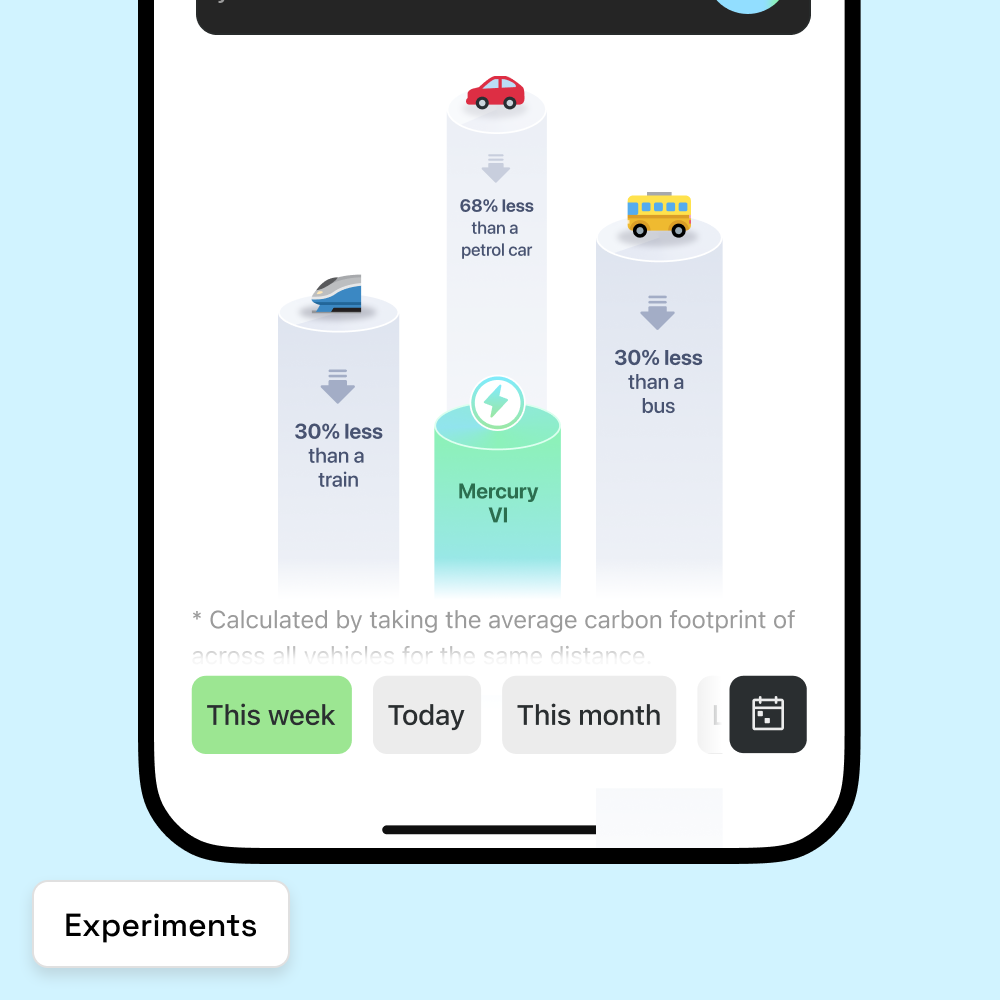 68% less
than a
petrol car
30% less
than a
bus
30% less
than a
train
Mercury
VI
* Calculated by taking the average carbon footprint of
across all vehicles for the same distance.
This week
Today
This month
Experiments